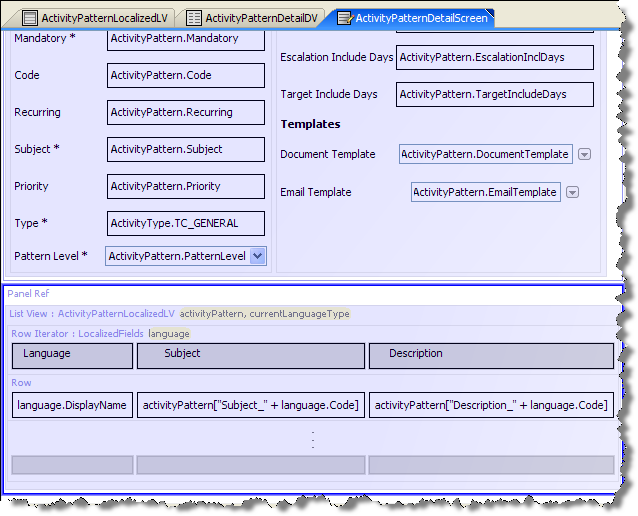 ActivityPatternLocalizedLV ActivityPatternDetailDV ActivityPatternDetailScreen
Mandatory * ActivityPattern.Mandatory
Code ActivityPattern.Code
Recurring ActivityPattern.Recurring
Subject * ActivityPattern.Subject
Priority ActivityPattern.Priority
Type * ActivityType.TC_GENERAL
Pattern Level * ActivityPattern.PatternLevel
Escalation Include Days ActivityPattern.EscalationInclDays
Target Include Days ActivityPattern.TargetIncludeDays
Templates
Document Template ActivityPattern.DocumentTemplate
Email Template ActivityPattern.EmailTemplate
Panel Ref
List View : ActivityPatternLocalizedLV activityPattern, currentLanguageType
Row Iterator : LocalizedFields language
Language Subject Description
Row
language.DisplayName activityPattern["Subject_" + language.Code] activityPattern["Description_" + language.Code]